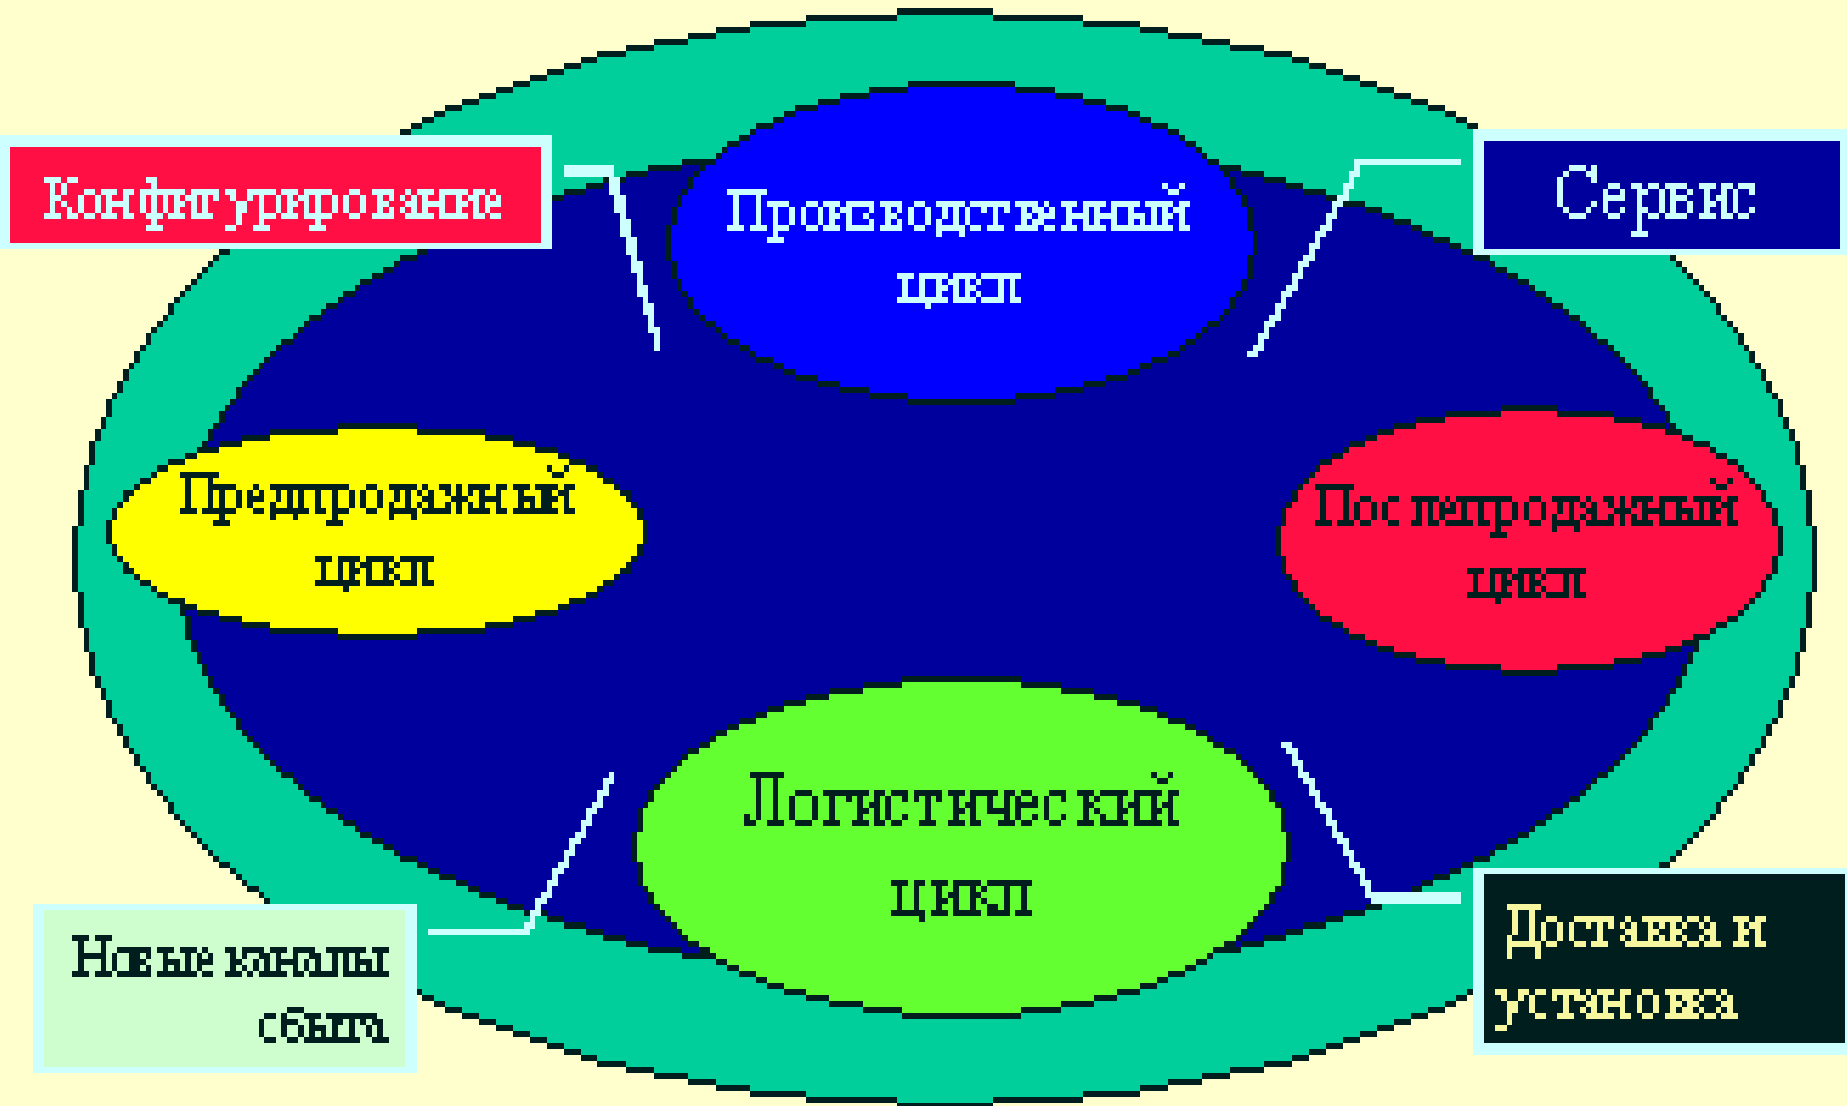 Конфигурирование
Производственный
цикл
Сервис
Предпродажный
цикл
Послепродажный
цикл
Логистический
цикл
Новые каналы
сбыта
Доставка и
установка